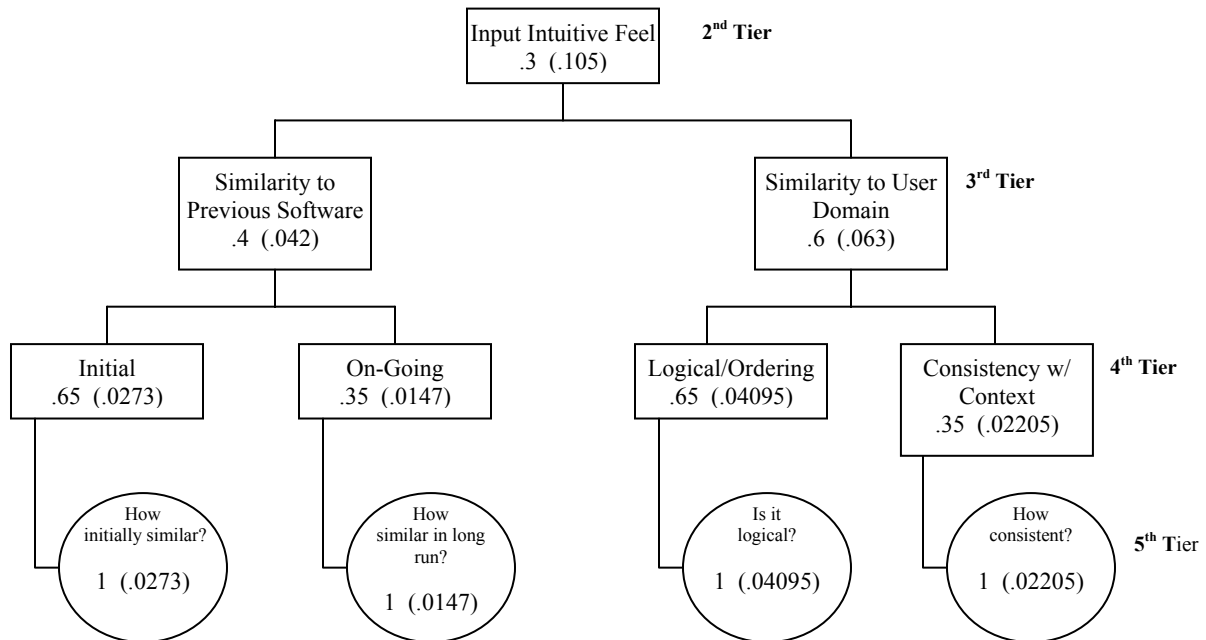 Input Intuitive Feel
.3 (.105)
2nd Tier
Similarity to
Previous Software
.4 (.042)
Similarity to User
Domain
.6 (.063)
3rd Tier
Initial
.65 (.0273)
On-Going
.35 (.0147)
Logical/Ordering
.65 (.04095)
Consistency w/
Context
.35 (.02205)
4th Tier
How
initially similar?
1 (.0273)
How
similar in long
run?
1 (.0147)
Is it
logical?
1 (.04095)
How
consistent?
1 (.02205)
5th Tier